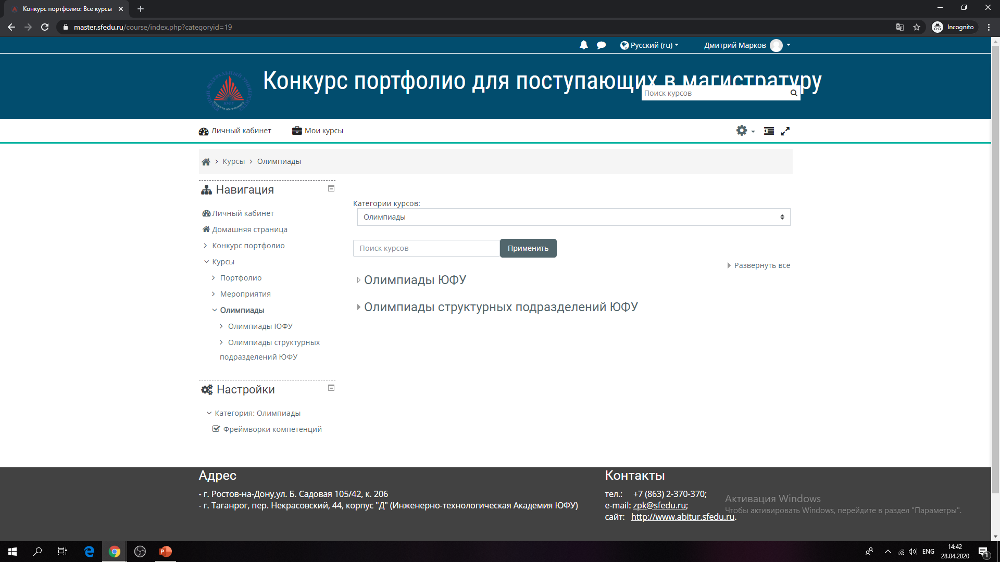 Конкурс портфолио: Все курсы
master.sfedu.ru/course/index.php?categoryid=19
Incognito
Русский (ru)
Дмитрий Марков
Конкурс портфолио для поступающих в магистратуру
Поиск курсов
Личный кабинет
Мои курсы
Курсы
Олимпиады
Навигация
Личный кабинет
Домашняя страница
Конкурс портфолио
Курсы
Портфолио
Мероприятия
Олимпиады
Олимпиады ЮФУ
Олимпиады структурных
подразделений ЮФУ
Настройки
Категория: Олимпиады
Фреймворки компетенций
Категории курсов:
Олимпиады
Поиск курсов
Применить
Развернуть всё
Олимпиады ЮФУ
Олимпиады структурных подразделений ЮФУ
Адрес
- г. Ростов-на-Дону,ул. Б. Садовая 105/42, к. 206
- г. Таганрог, пер. Некрасовский, 44, корпус "Д" (Инженерно-технологическая Академия ЮФУ)
Контакты
тел.: +7 (863) 2-370-370;
e-mail: zpk@sfedu.ru;
сайт: http://www.abitur.sfedu.ru.
Активация Windows
Чтобы активировать Windows, перейдите в раздел "Параметры".
ENG
14:42
28.04.2020
1